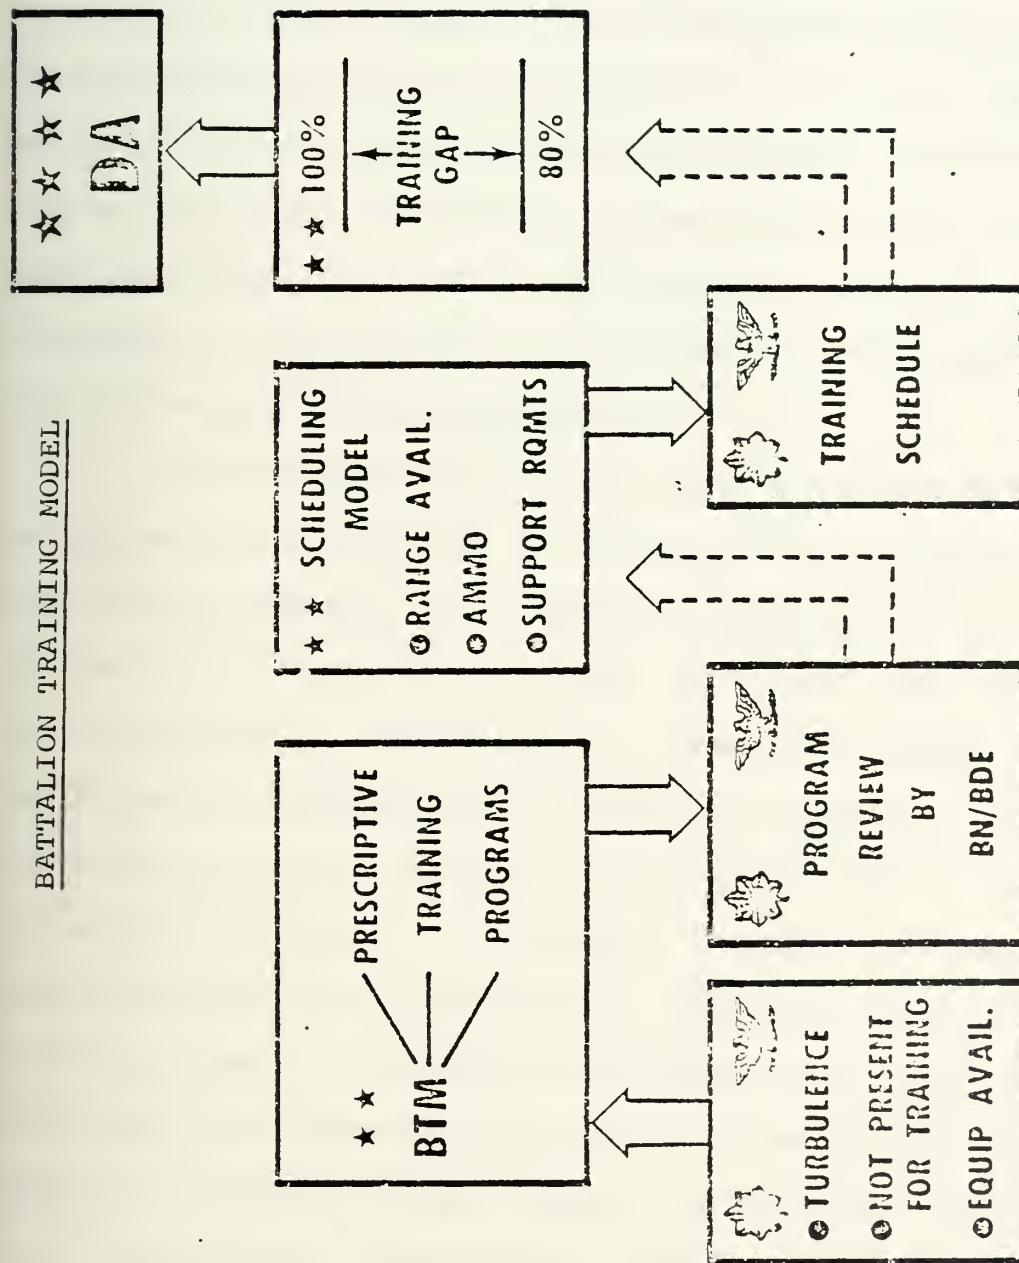 BATTALION TRAINING MODEL
BTM
PRESCRIPTIVE
TRAINING
PROGRAMS
SCHEDULING
MODEL
RANGE AVAIL.
AMMO
SUPPORT RQMTS
100%
TRAINING
GAP
80%
DA
TURBULENCE
NOT PRESENT
FOR TRAINING
EQUIP AVAIL.
PROGRAM
REVIEW
BY
BN/BDE
TRAINING
SCHEDULE